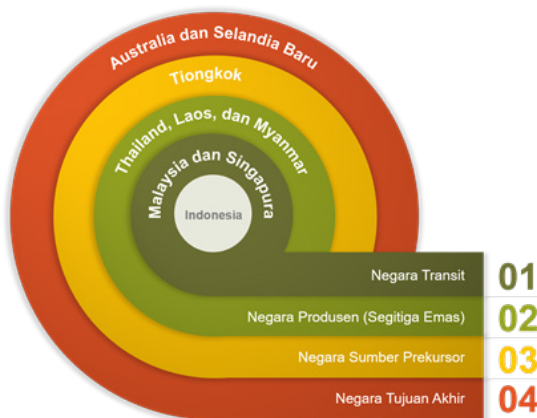 Australia dan Selandia Baru
Tiongkok
Thailand, Laos, dan Myanmar
Malaysia dan Singapura
Indonesia
Negara Transit 01
Negara Produsen (Segitiga Emas) 02
Negara Sumber Prekursor 03
Negara Tujuan Akhir 04